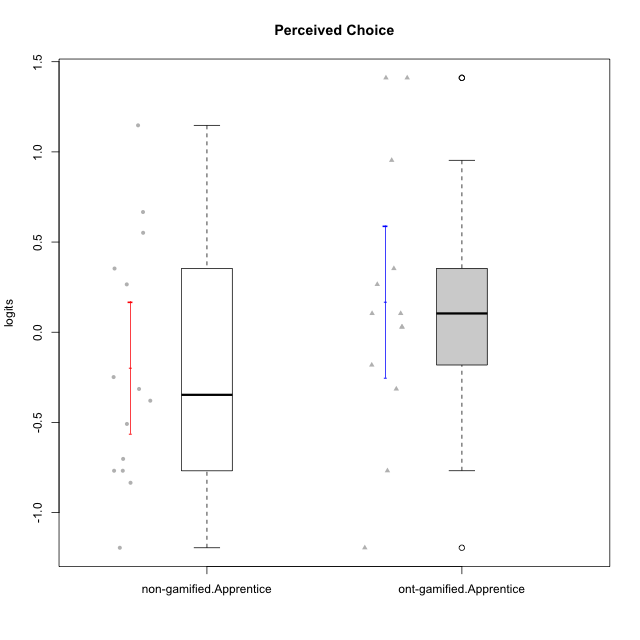 Perceived Choice
logits
1.5
1.0
0.5
0.0
-0.5
-1.0
non-gamified.Apprentice
ont-gamified.Apprentice